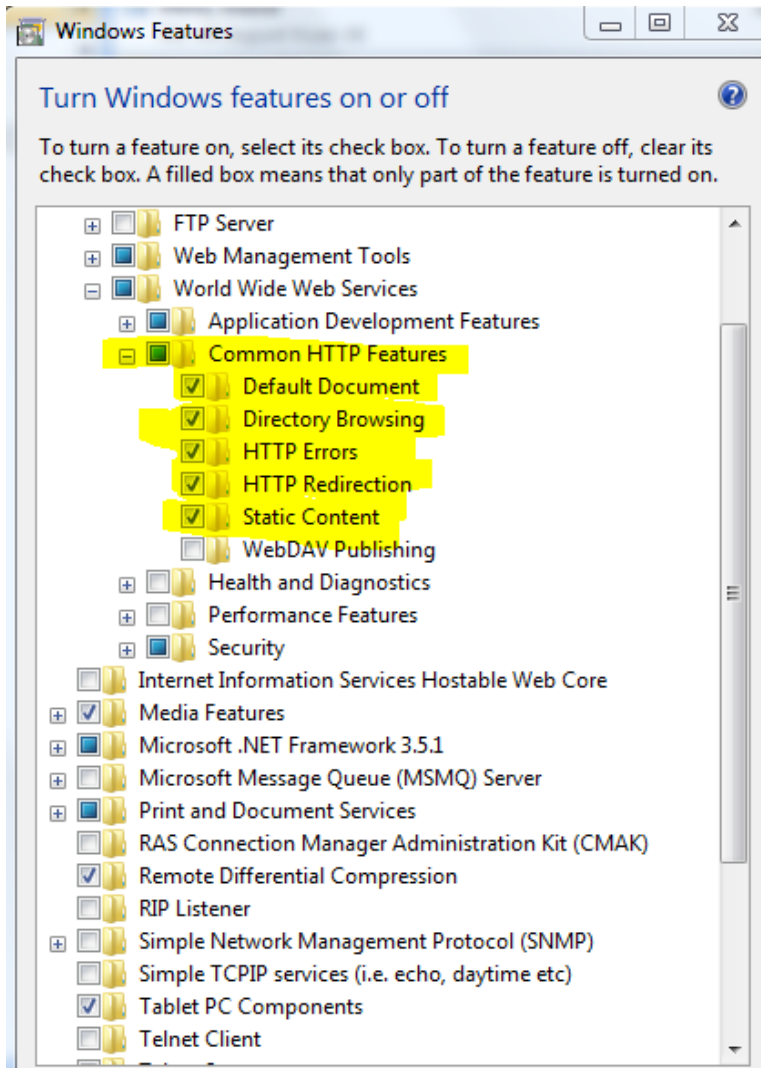 Windows Features
Turn Windows features on or off
To turn a feature on, select its check box. To turn a feature off, clear its
check box. A filled box means that only part of the feature is turned on.
FTP Server
Web Management Tools
World Wide Web Services
Application Development Features
Common HTTP Features
Default Document
Directory Browsing
HTTP Errors
HTTP Redirection
Static Content
WebDAV Publishing
Health and Diagnostics
Performance Features
Security
Internet Information Services Hostable Web Core
Media Features
Microsoft .NET Framework 3.5.1
Microsoft Message Queue (MSMQ) Server
Print and Document Services
RAS Connection Manager Administration Kit (CMAK)
Remote Differential Compression
RIP Listener
Simple Network Management Protocol (SNMP)
Simple TCPIP services (i.e. echo, daytime etc)
Tablet PC Components
Telnet Client